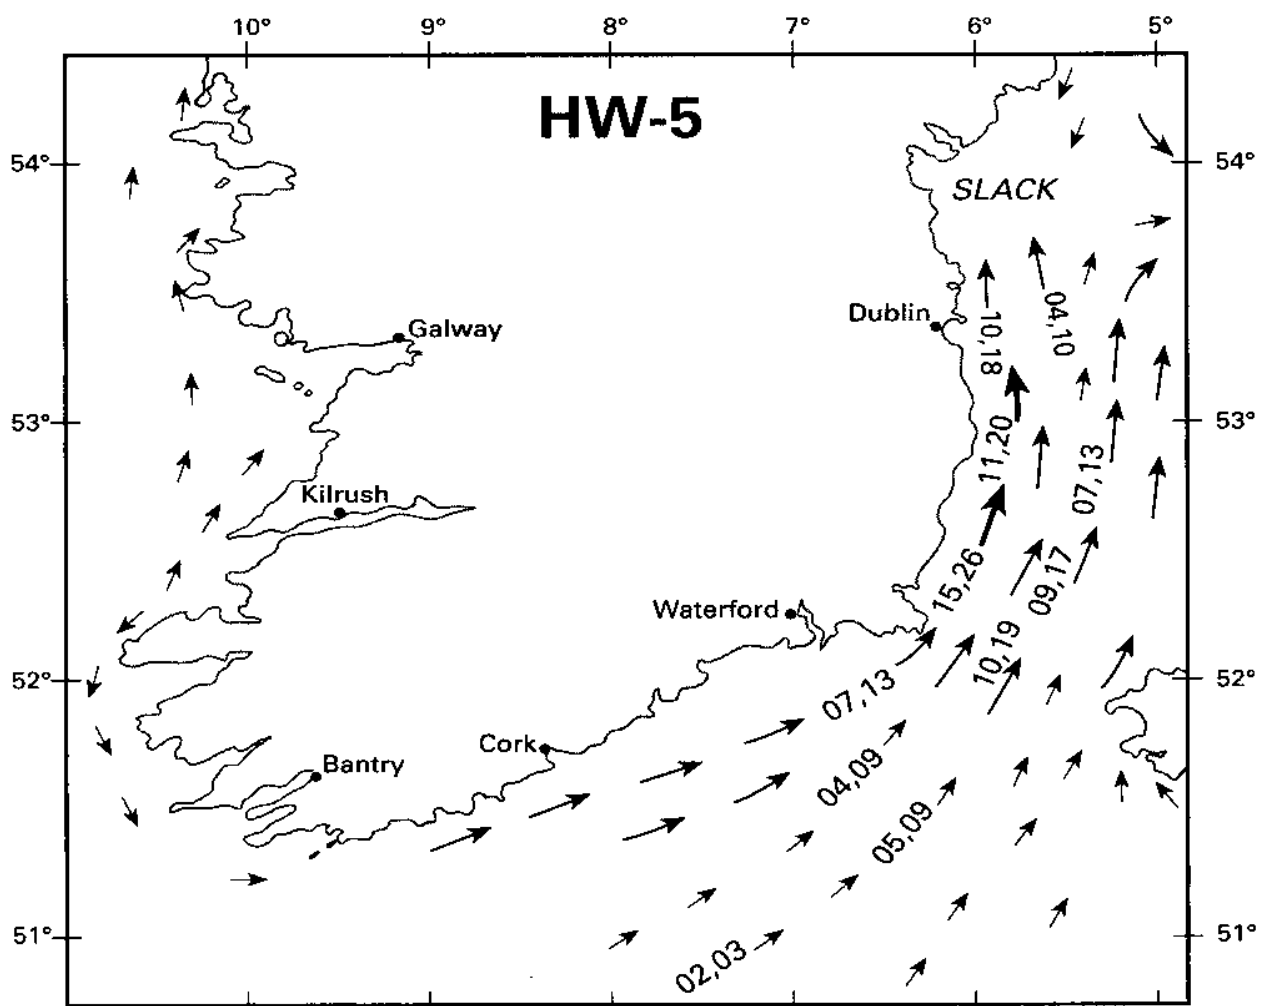 10° 9° 8° 7° 6° 5°
HW-5
54° 54°
SLACK
Dublin
Galway
10,18
04,10
53° 53°
11,20
07,13
Kilrush
15,26
09,17
Waterford
10,19
52° 52°
07,13
Cork
Bantry
04,09
05,09
51° 51°
02,03